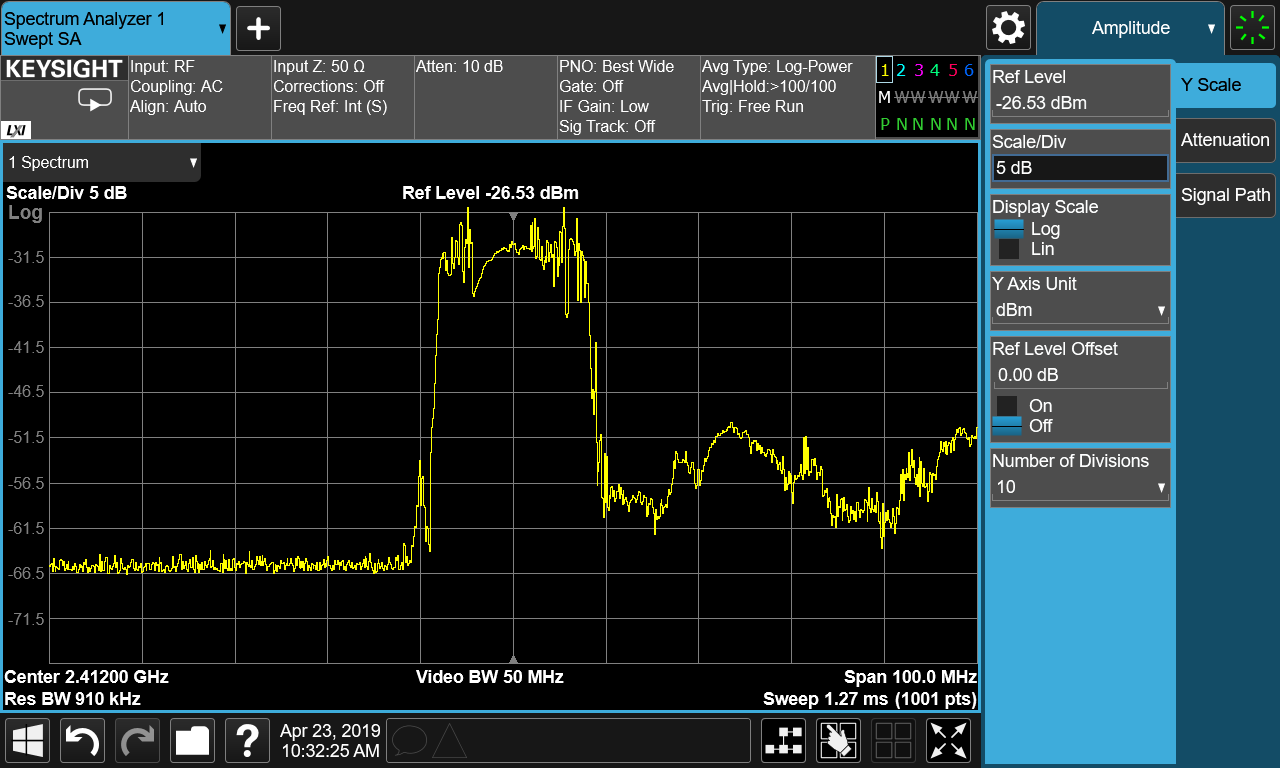 Spectrum Analyzer 1
Swept SA
Amplitude
KEYSIGHT
LXI
Input: RF
Coupling: AC
Align: Auto
Input Z: 50 Ω
Corrections: Off
Freq Ref: Int (S)
Atten: 10 dB
PNO: Best Wide
Gate: Off
IF Gain: Low
Sig Track: Off
Avg Type: Log-Power
Avg|Hold:>100/100
Trig: Free Run
1 2 3 4 5 6
M W W W W W
P N N N N N
1 Spectrum
Scale/Div 5 dB
Ref Level -26.53 dBm
Log
-31.5
-36.5
-41.5
-46.5
-51.5
-56.5
-61.5
-66.5
-71.5
Center 2.41200 GHz
Video BW 50 MHz
Span 100.0 MHz
Res BW 910 kHz
Sweep 1.27 ms (1001 pts)
?
Apr 23, 2019
10:32:25 AM
Ref Level
-26.53 dBm
Scale/Div
5 dB
Display Scale
Log
Lin
Y Axis Unit
dBm
Ref Level Offset
0.00 dB
On
Off
Number of Divisions
10
Y Scale
Attenuation
Signal Path